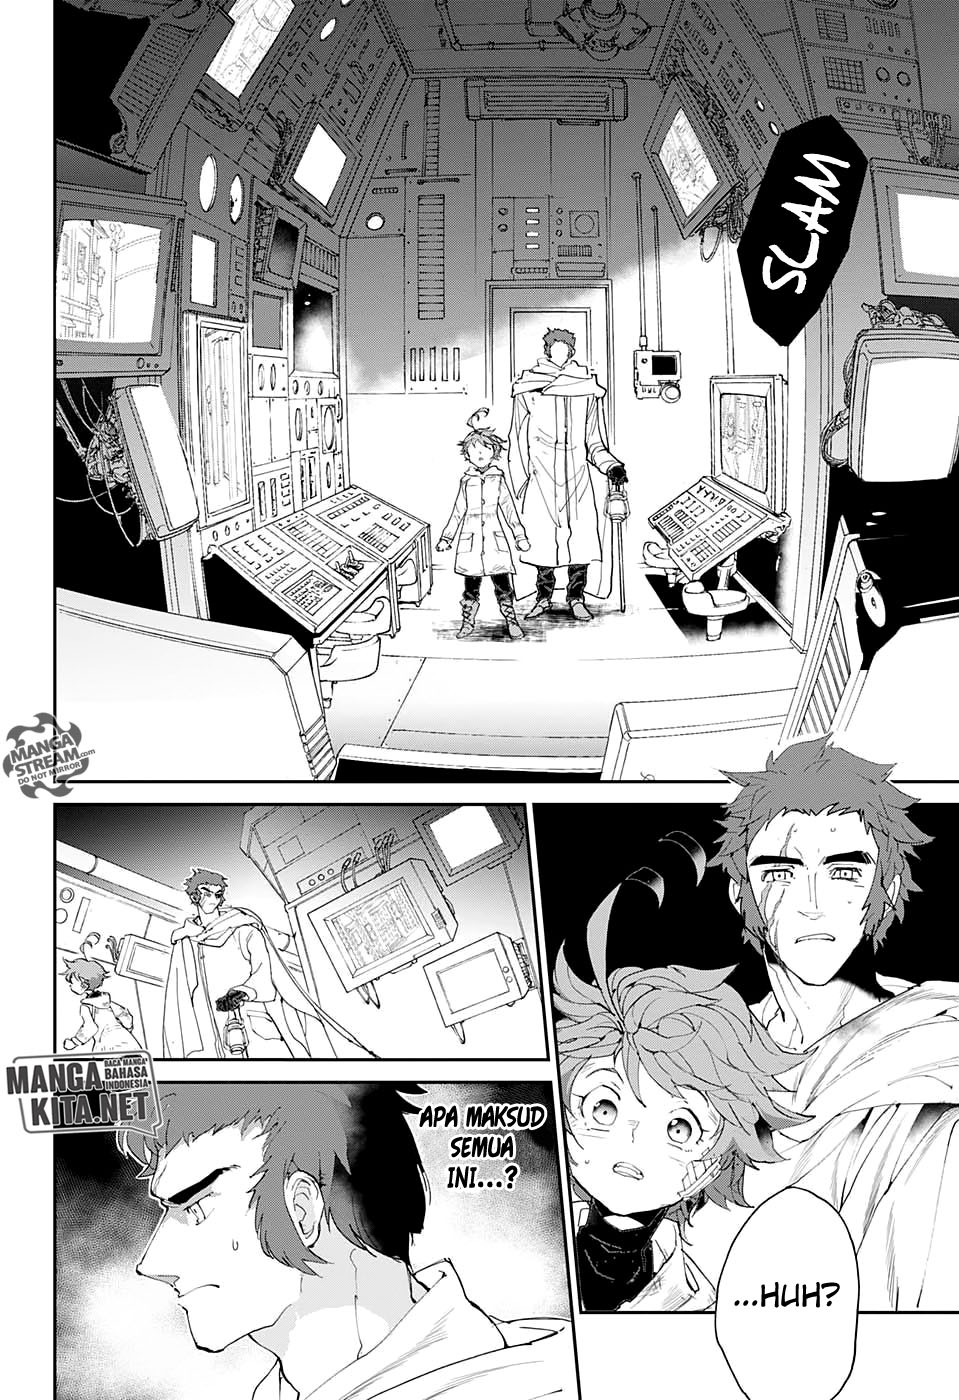 SLAM
MANGA
STREAM.com
DO NOT MIRROR
...HUH?
APA MAKSUD
SEMUA
INI...?
MANGA
BACA MANGA
BAHASA
INDONESIA
KITA.NET